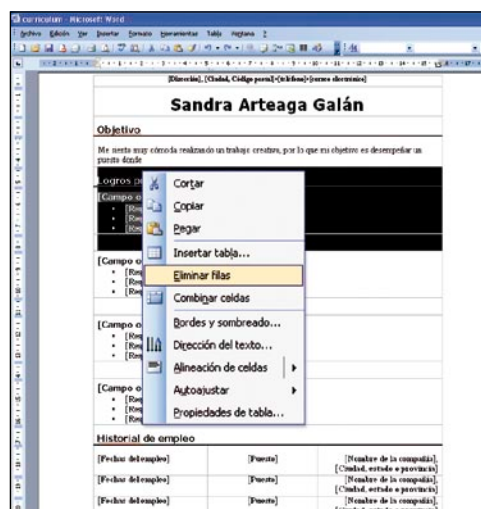 curriculum - Microsoft Word
Archivo Edición Ver Insertar Formato Herramientas Tabla Ventana ?
[Dirección], [Ciudad, Código postal]•[teléfono]•[correo electrónico]
Sandra Arteaga Galán
Objetivo
Me siento muy cómoda realizando un trabajo creativo, por lo que mi objetivo es desempeñar un
puesto donde
Logros
[Campo
Cortar
Copiar
Pegar
Insertar tabla...
Eliminar filas
[Campo
Combinar celdas
Bordes y sombreado...
[Campo
Dirección del texto...
Alineación de celdas
Autoajustar
[Campo
Propiedades de tabla...
Historial de empleo
[Fechas del empleo] [Puesto] [Nombre de la compañía],
[Ciudad, estado o provincia]
[Fechas del empleo] [Puesto] [Nombre de la compañía],
[Ciudad, estado o provincia]
[Fechas del empleo] [Puesto] [Nombre de la compañía],